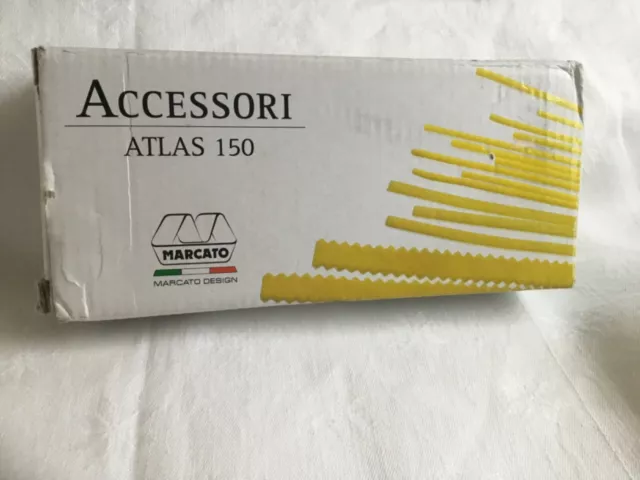 ACCESSORI
ATLAS 150
MARCATO
MARCATO DESIGN